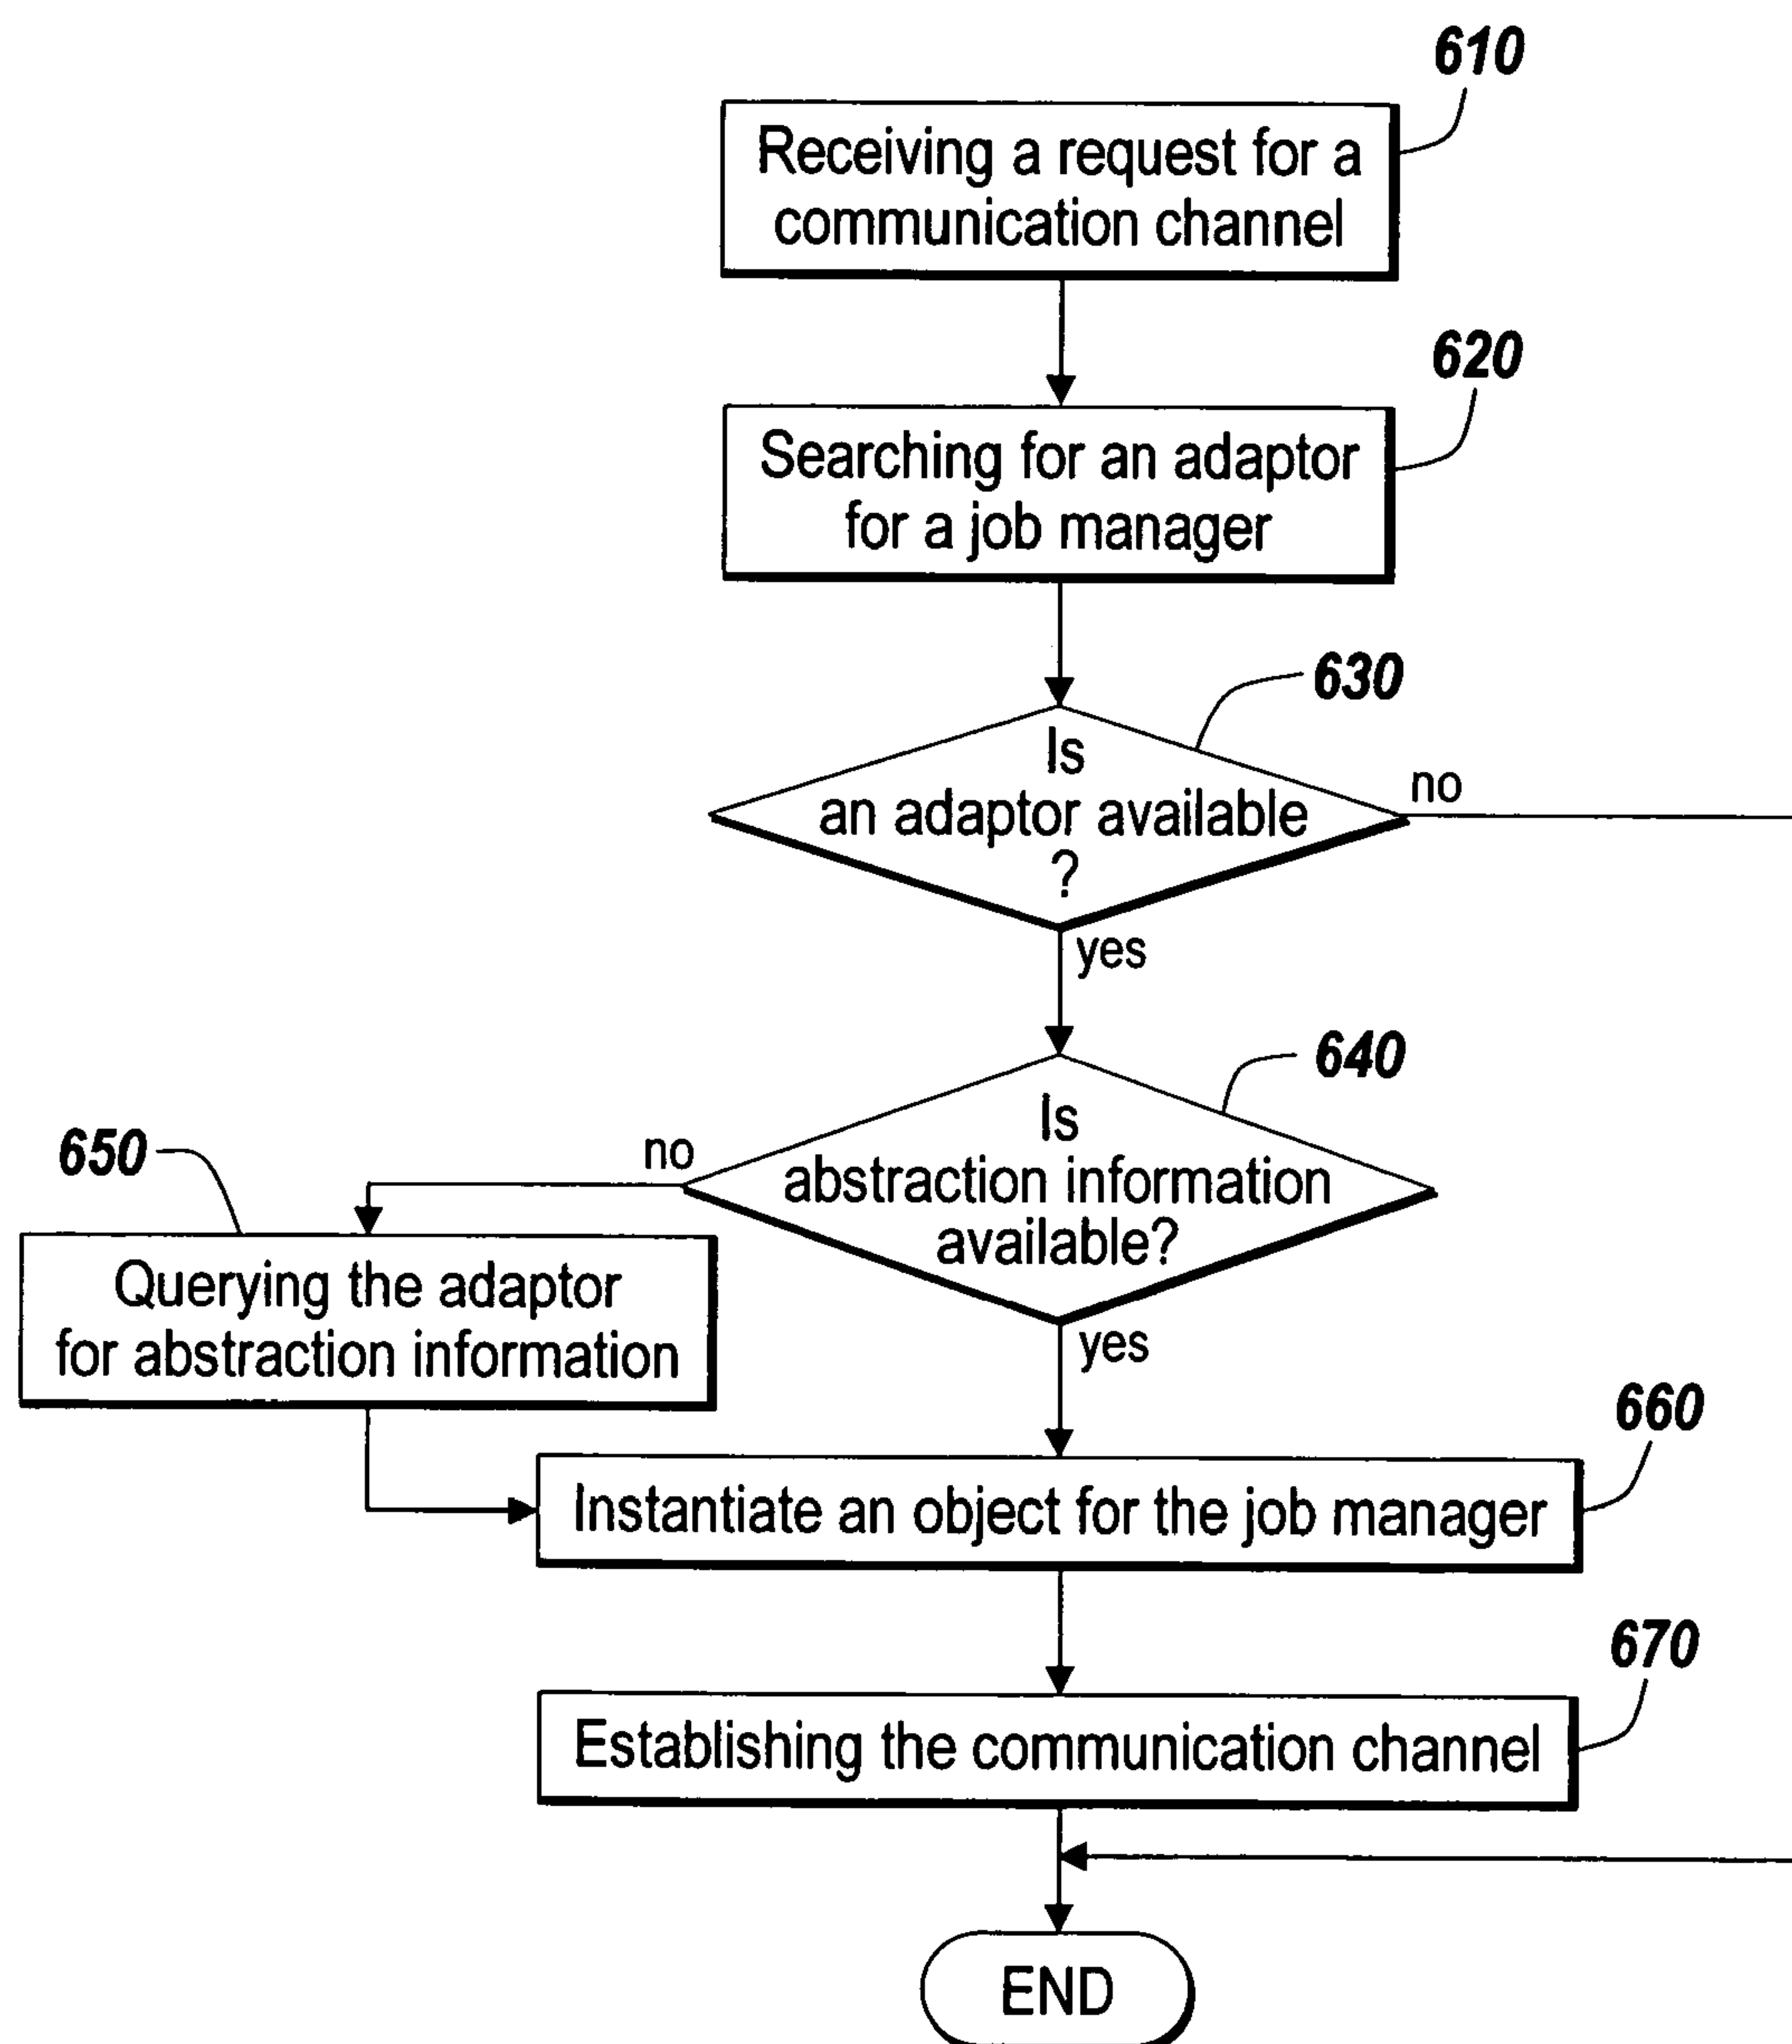 610
Receiving a request for a
communication channel
620
Searching for an adaptor
for a job manager
630
Is
an adaptor available
?
no
yes
640
Is
abstraction information
available?
no
650
yes
Querying the adaptor
for abstraction information
660
Instantiate an object for the job manager
670
Establishing the communication channel
END